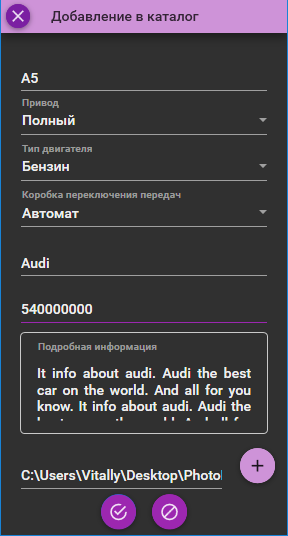 Добавление в каталог
A5
Привод
Полный
Тип двигателя
Бензин
Коробка переключения передач
Автомат
Audi
540000000
Подробная информация
It info about audi. Audi the best
car on the world. And all for you
know. It info about audi. Audi the
C:\Users\Vitally\Desktop\Photo